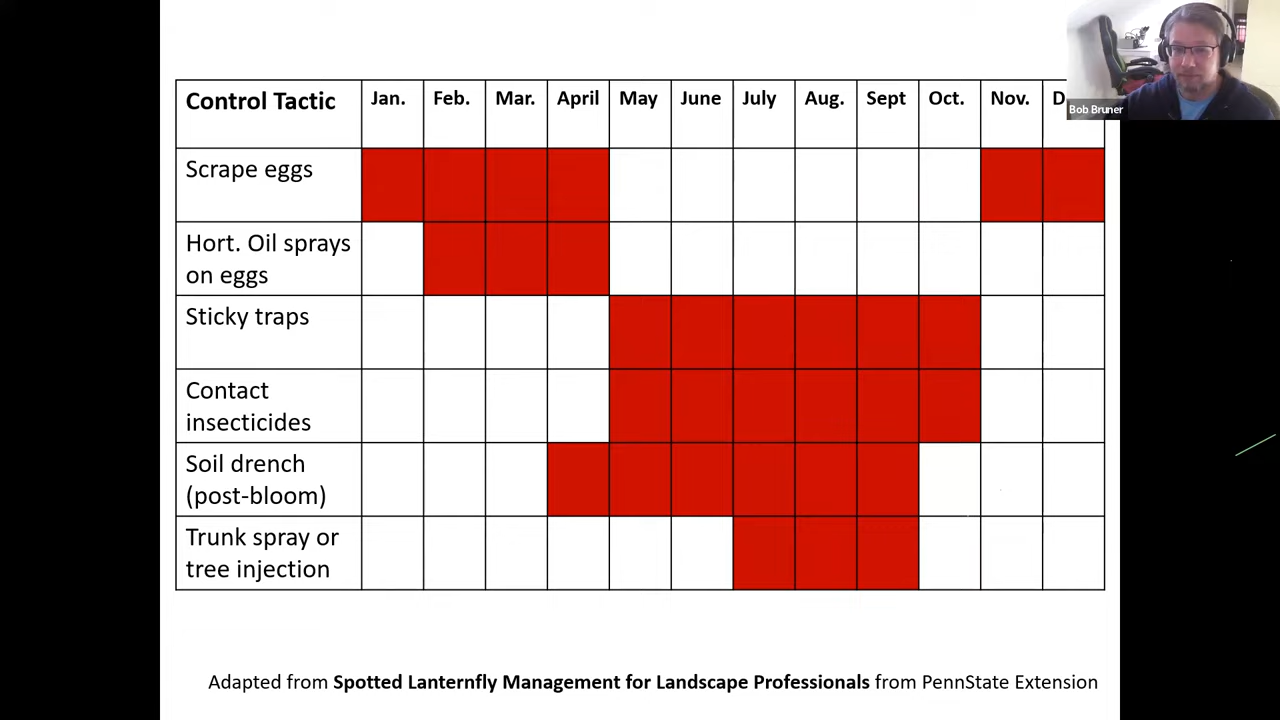 Control Tactic Jan. Feb. Mar. April May June July Aug. Sept Oct. Nov. D
Bob Bruner
Scrape eggs
Hort. Oil sprays
on eggs
Sticky traps
Contact
insecticides
Soil drench
(post-bloom)
Trunk spray or
tree injection
Adapted from Spotted Lanternfly Management for Landscape Professionals from PennState Extension